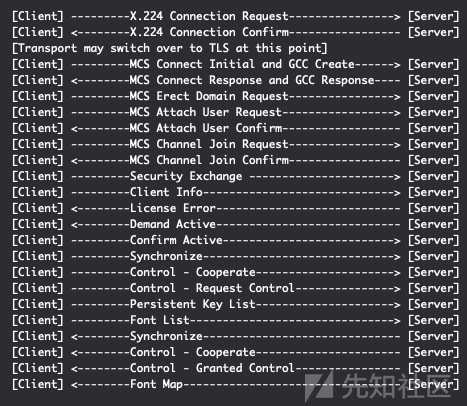 [Client] ---------X.224 Connection Request-----------------> [Server]
[Client] <--------X.224 Connection Confirm------------------ [Server]
[Transport may switch over to TLS at this point]
[Client] ---------MCS Connect Initial and GCC Create-------> [Server]
[Client] <--------MCS Connect Response and GCC Response---- [Server]
[Client] ---------MCS Erect Domain Request-----------------> [Server]
[Client] ---------MCS Attach User Request------------------> [Server]
[Client] <--------MCS Attach User Confirm------------------ [Server]
[Client] ---------MCS Channel Join Request-----------------> [Server]
[Client] <--------MCS Channel Join Confirm------------------ [Server]
[Client] ---------Security Exchange -----------------------> [Server]
[Client] ---------Client Info------------------------------> [Server]
[Client] <--------License Error---------------------------- [Server]
[Client] <--------Demand Active---------------------------- [Server]
[Client] ---------Confirm Active---------------------------> [Server]
[Client] ---------Synchronize------------------------------> [Server]
[Client] ---------Control - Cooperate----------------------> [Server]
[Client] ---------Control - Request Control----------------> [Server]
[Client] ---------Persistent Key List----------------------> [Server]
[Client] ---------Font List--------------------------------> [Server]
[Client] <--------Synchronize------------------------------ [Server]
[Client] <--------Control - Cooperate---------------------- [Server]
[Client] <--------Control - Granted Control---------------- [Server]
[Client] <--------Font Map--------------------------------- [Server]
先知社区